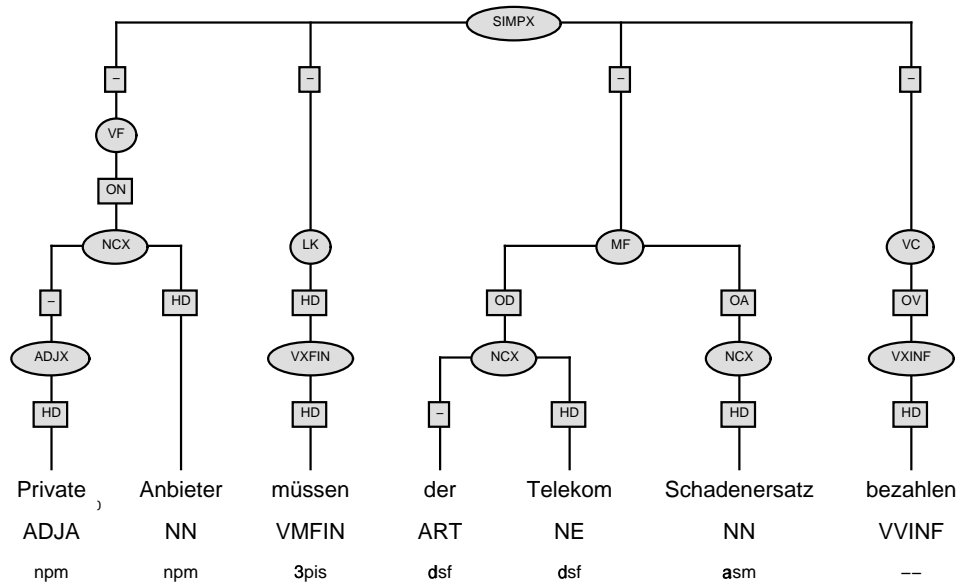 SIMPX
– – – –
VF
ON
NCX LK MF VC
– HD HD OD OA OV
ADJX VXFIN NCX NCX VXINF
HD HD – HD HD HD
Private Anbieter müssen der Telekom Schadenersatz bezahlen
ADJA NN VMFIN ART NE NN VVINF
npm npm 3pis dsf dsf asm ––